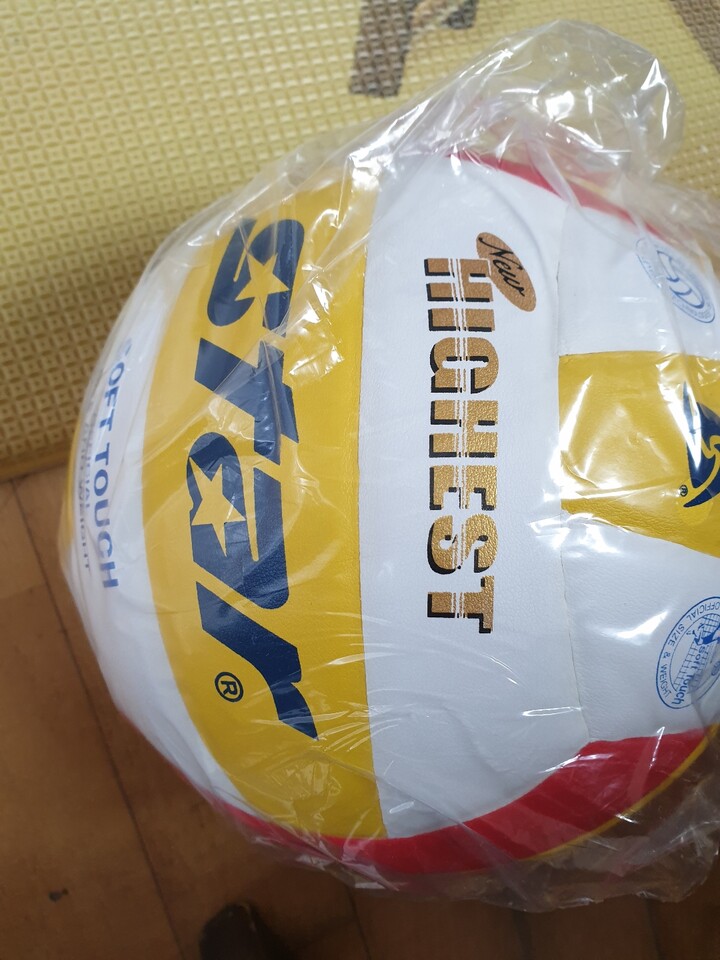 star®
New
HIGHEST
SOFT TOUCH
OFFICIAL SIZE & WEIGHT
Soft Touch
®